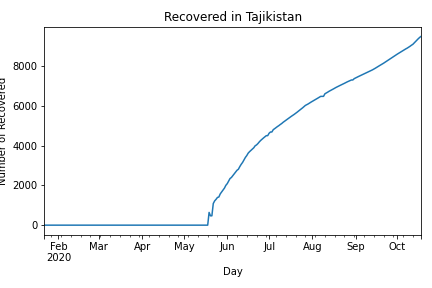 Recovered in Tajikistan
Number of Recovered
8000
6000
4000
2000
0
Feb Mar Apr May Jun Jul Aug Sep Oct
2020
Day